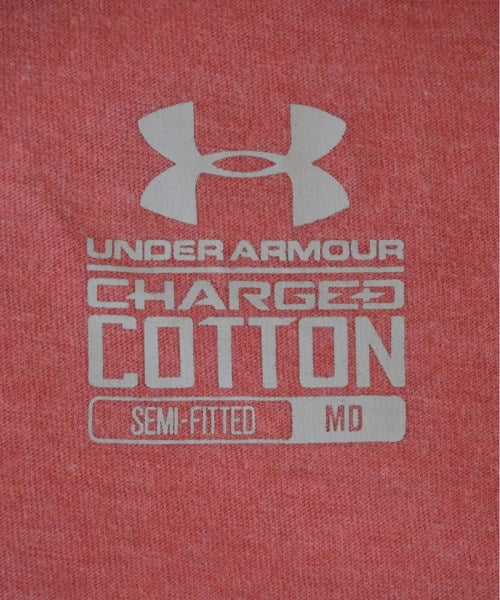 UNDER ARMOUR
CHARGED
COTTON
SEMI-FITTED MD